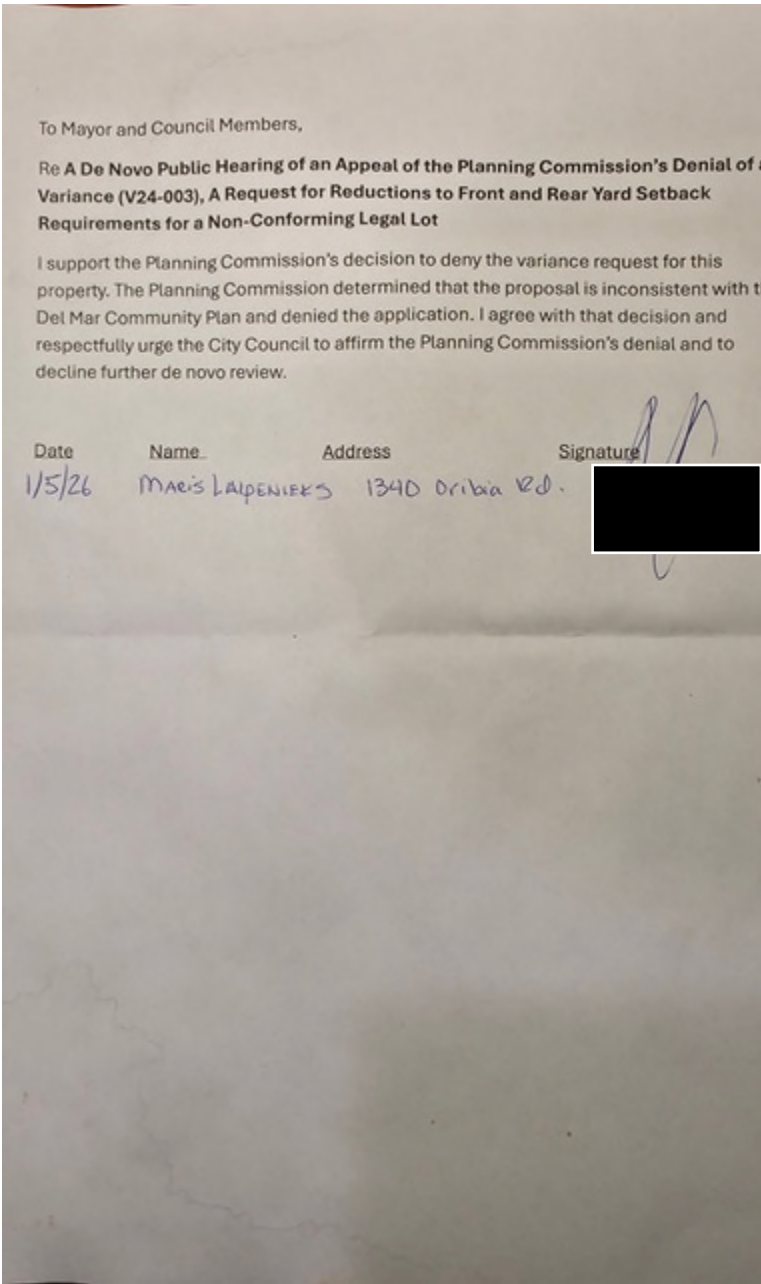 To Mayor and Council Members,
Re A De Novo Public Hearing of an Appeal of the Planning Commission's Denial of a
Variance (V24-003), A Request for Reductions to Front and Rear Yard Setback
Requirements for a Non-Conforming Legal Lot
I support the Planning Commission's decision to deny the variance request for this
property. The Planning Commission determined that the proposal is inconsistent with t
Del Mar Community Plan and denied the application. I agree with that decision and
respectfully urge the City Council to affirm the Planning Commission's denial and to
decline further de novo review.
Date Name Address Signature
1/5/26 Maris Lalpenieks 1340 Oribia Rd.